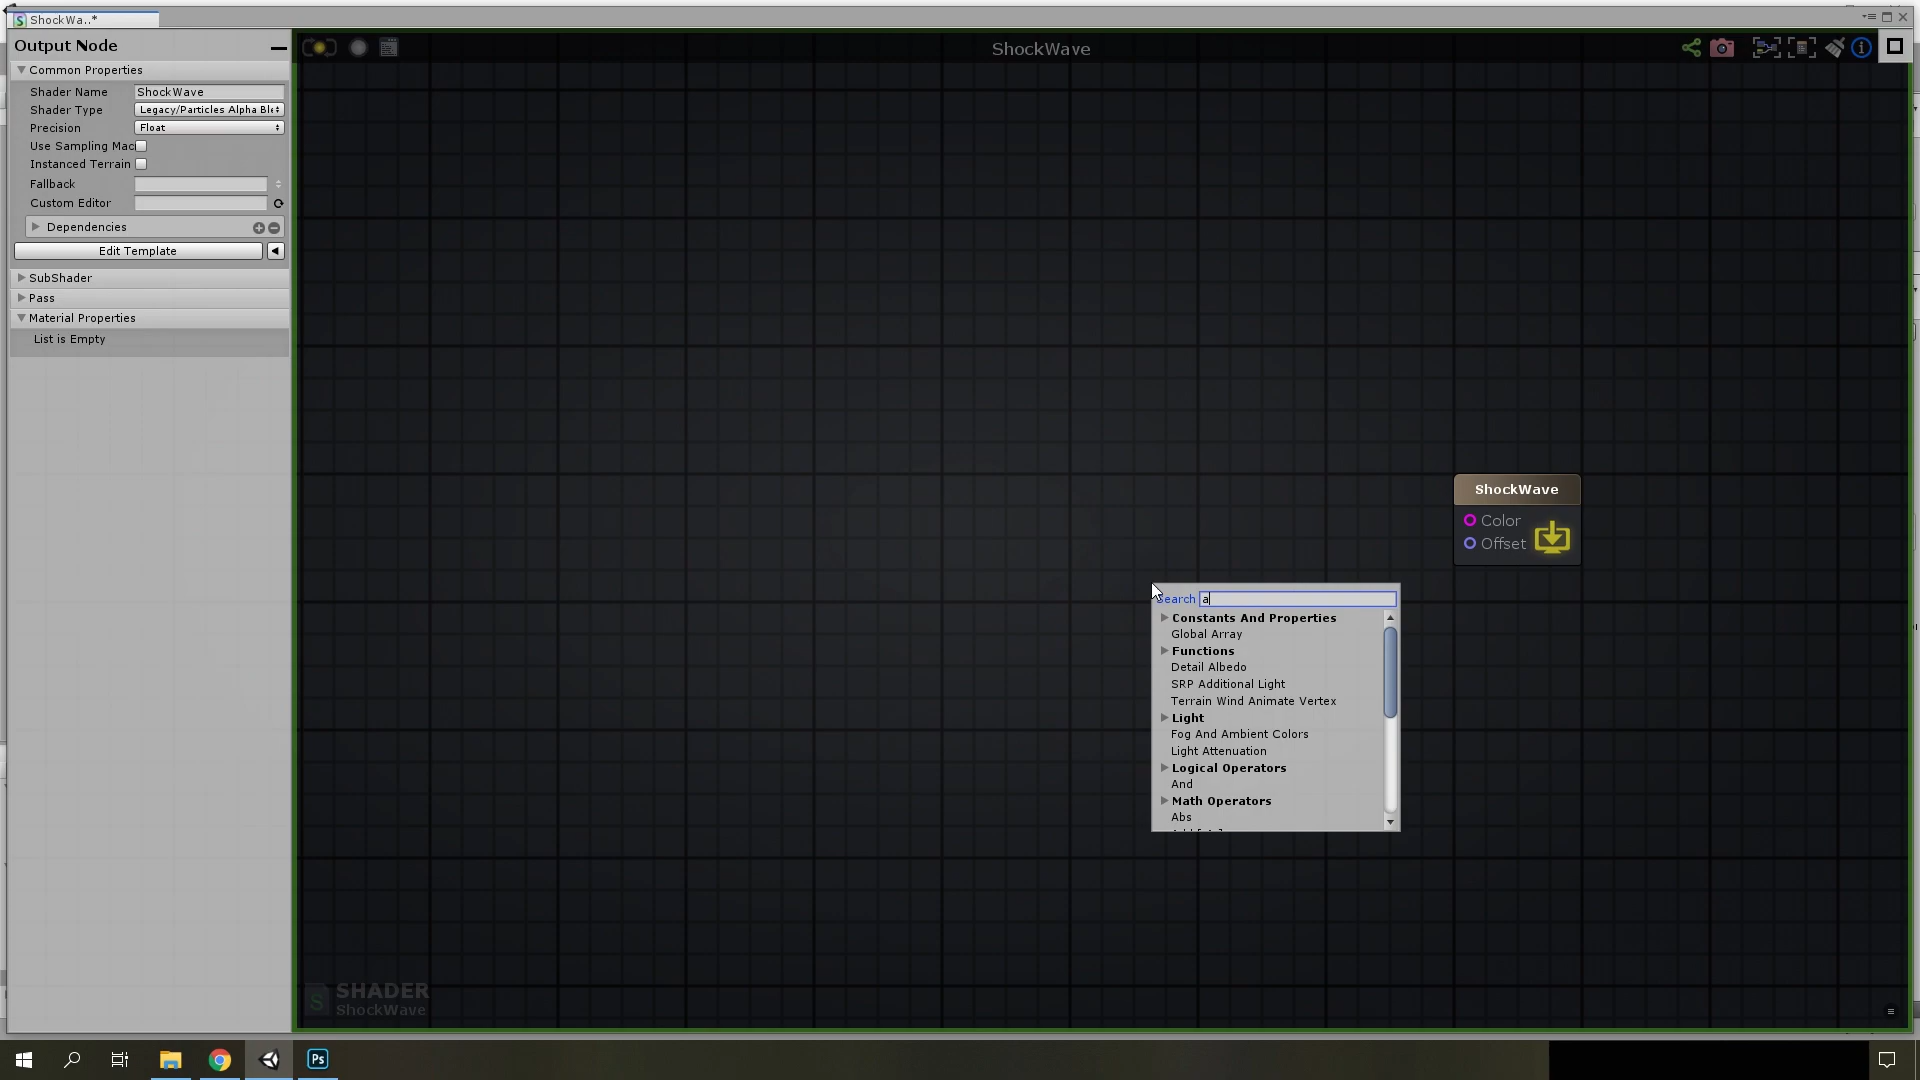 ShockWa..*
Output Node
ShockWave
Common Properties
Shader Name ShockWave
Shader Type Legacy/Particles Alpha Ble
Precision Float
Use Sampling Mac
Instanced Terrain
Fallback
Custom Editor
Dependencies
Edit Template
SubShader
Pass
Material Properties
List is Empty
ShockWave
Color
Offset
Search a
Constants And Properties
Global Array
Functions
Detail Albedo
SRP Additional Light
Terrain Wind Animate Vertex
Light
Fog And Ambient Colors
Light Attenuation
Logical Operators
And
Math Operators
Abs
S SHADER
ShockWave
Ps